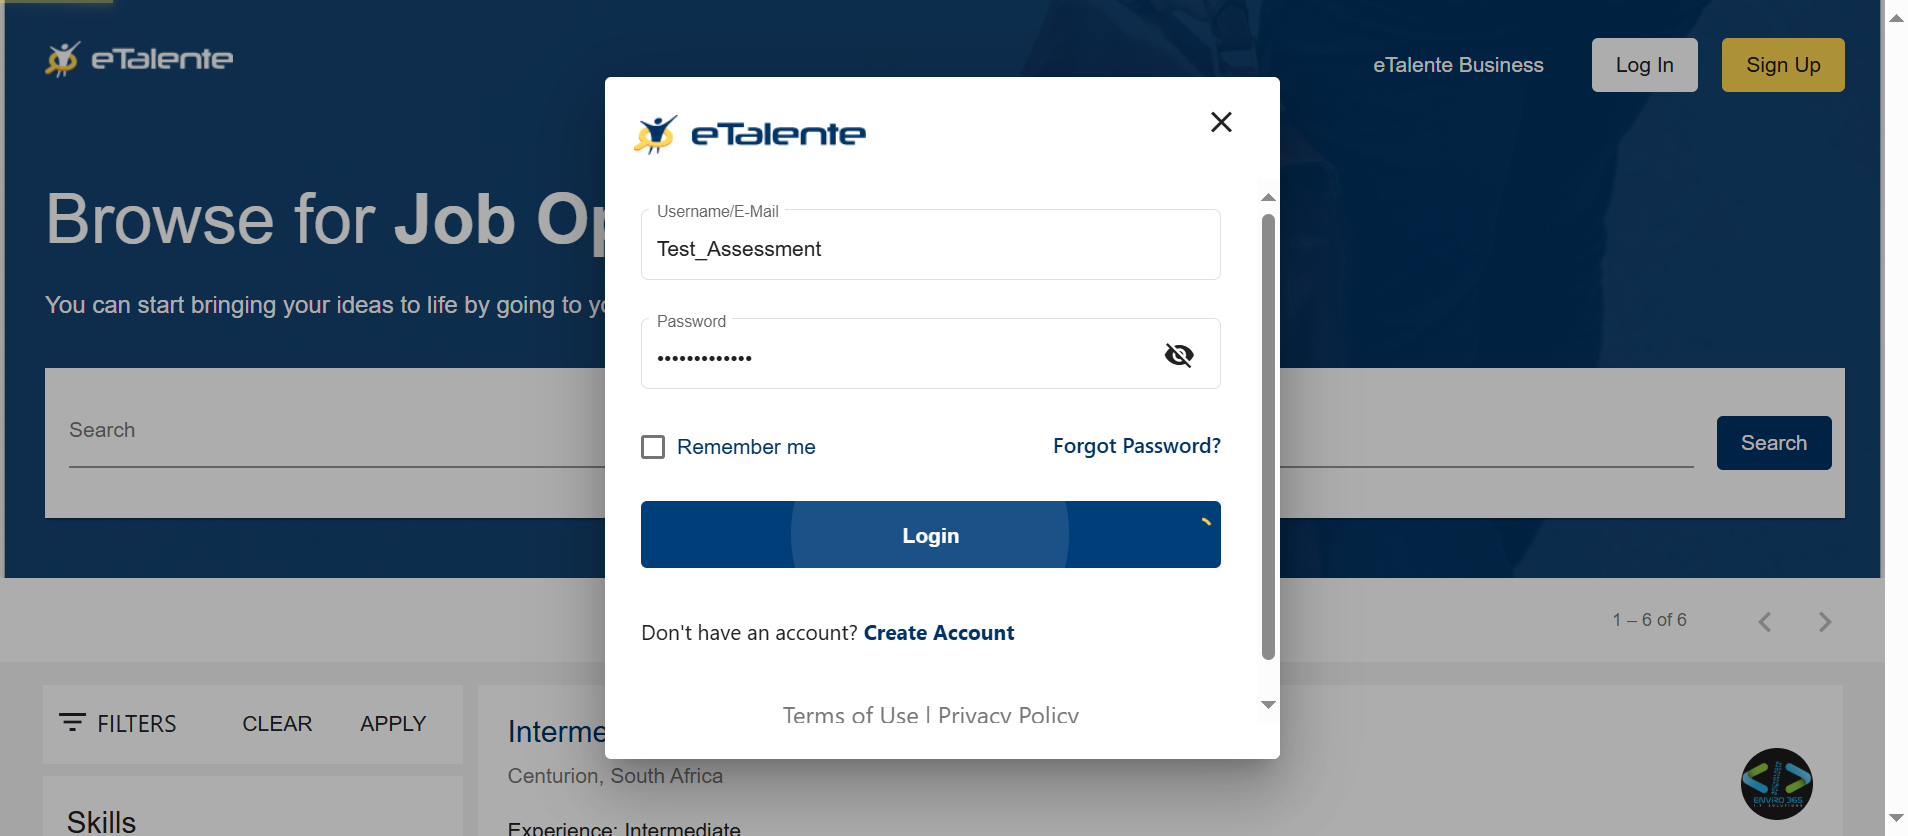 eTalente
eTalente Business
Log In
Sign Up
Browse for Job Op
You can start bringing your ideas to life by going to yo
Search
Search
eTalente
Username/E-Mail
Test_Assessment
Password
•••••••••••••
Remember me
Forgot Password?
Login
Don't have an account? Create Account
Terms of Use | Privacy Policy
1 – 6 of 6
FILTERS
CLEAR
APPLY
Skills
Interme
Centurion, South Africa
Experience: Intermediate
ENVIRO 365
I.T. SOLUTIONS